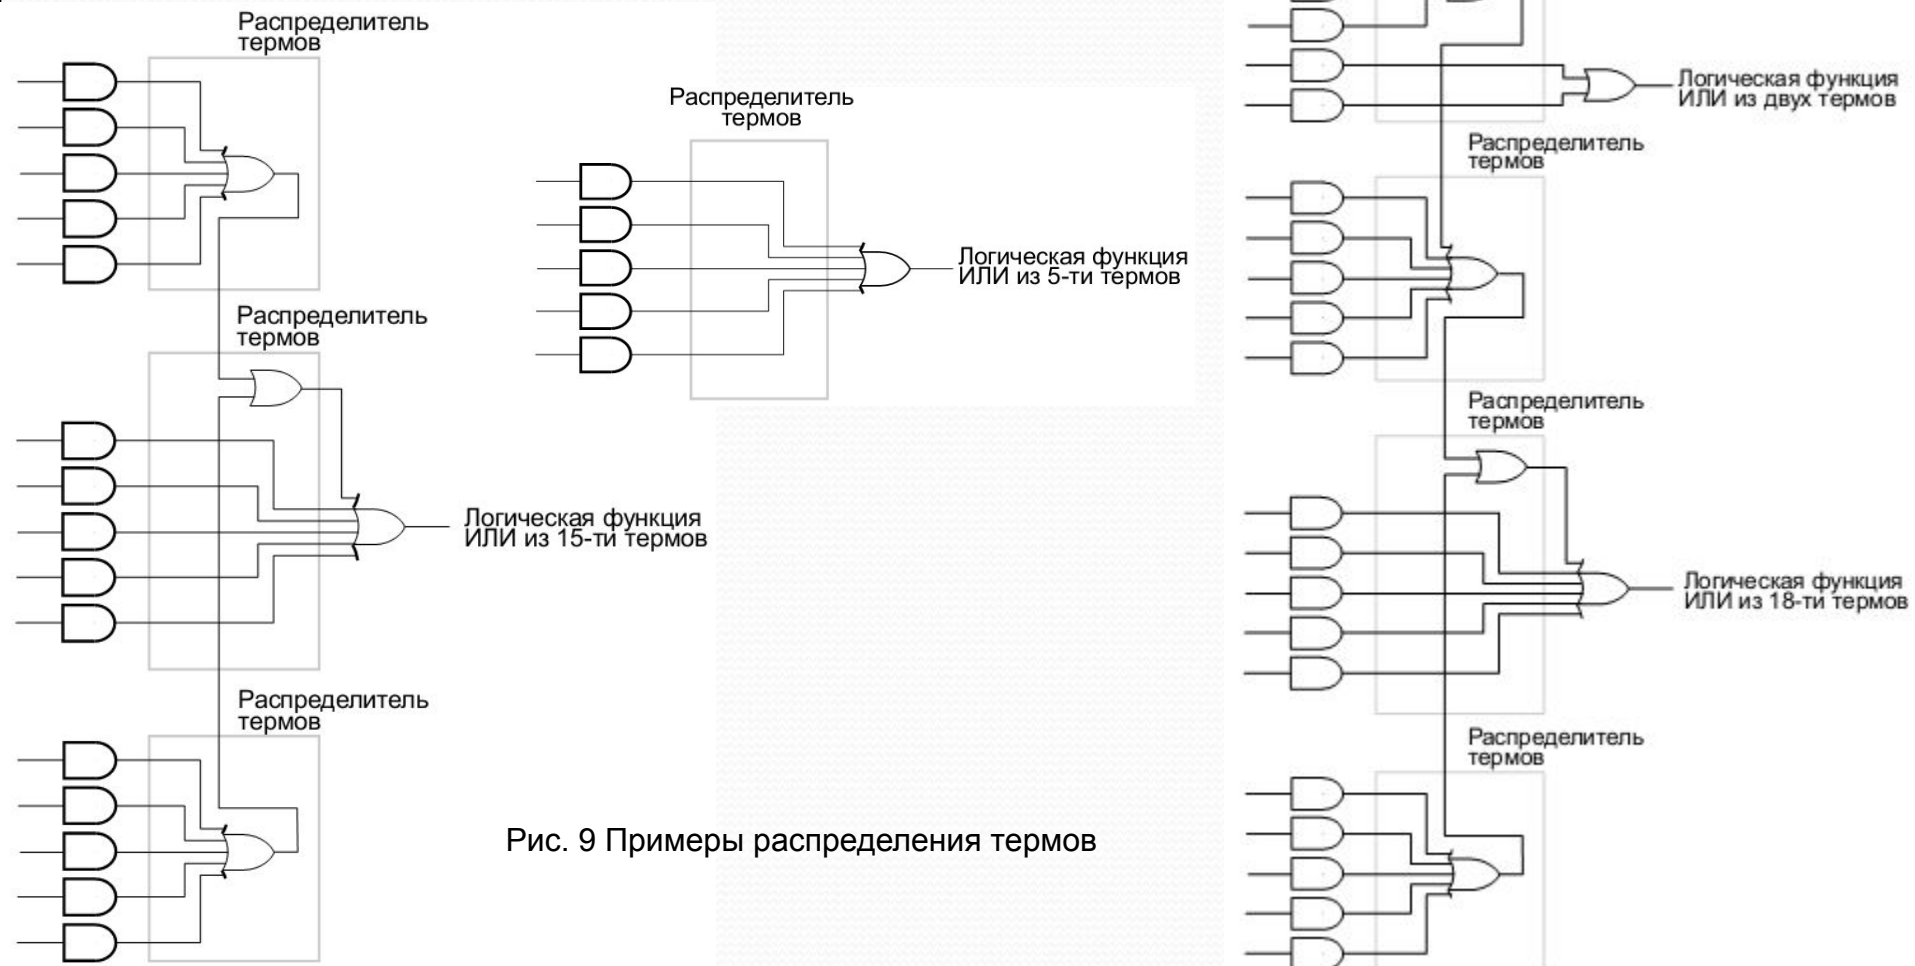 Распределитель
термов
Распределитель
термов
Логическая функция
ИЛИ из 15-ти термов
Распределитель
термов
Распределитель
термов
Логическая функция
ИЛИ из 5-ти термов
Рис. 9 Примеры распределения термов
Логическая функция
ИЛИ из двух термов
Распределитель
термов
Распределитель
термов
Логическая функция
ИЛИ из 18-ти термов
Распределитель
термов